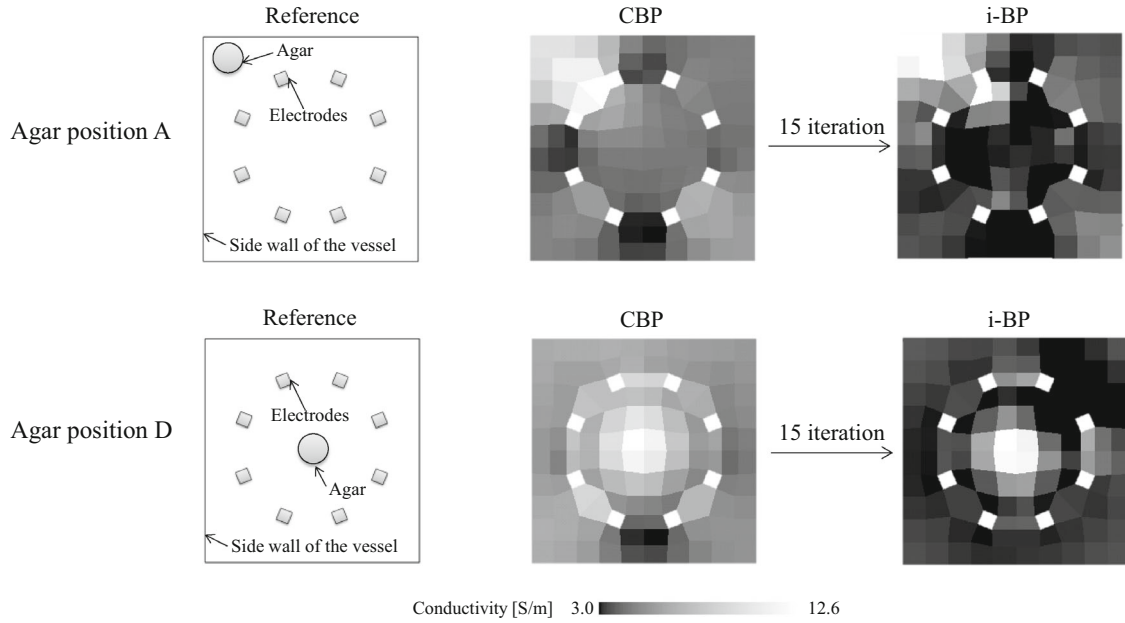 Reference
CBP
i-BP
Agar
Electrodes
Agar position A
15 iteration
Side wall of the vessel
Reference
CBP
i-BP
Electrodes
Agar position D
15 iteration
Agar
Side wall of the vessel
Conductivity [S/m] 3.0 12.6